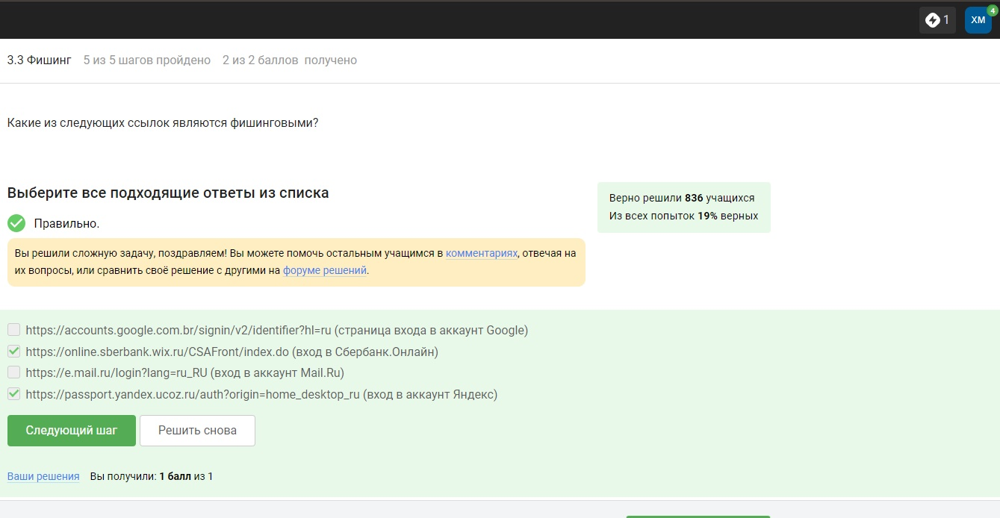 1
ХМ
4
3.3 Фишинг 5 из 5 шагов пройдено 2 из 2 баллов получено
Какие из следующих ссылок являются фишинговыми?
Выберите все подходящие ответы из списка
Правильно.
Вы решили сложную задачу, поздравляем! Вы можете помочь остальным учащимся в комментариях, отвечая на
их вопросы, или сравнить своё решение с другими на форуме решений.
Верно решили 836 учащихся
Из всех попыток 19% верных
https://accounts.google.com.br/signin/v2/identifier?hl=ru (страница входа в аккаунт Google)
https://online.sberbank.wix.ru/CSAFront/index.do (вход в Сбербанк.Онлайн)
https://e.mail.ru/login?lang=ru_RU (вход в аккаунт Mail.Ru)
https://passport.yandex.ucoz.ru/auth?origin=home_desktop_ru (вход в аккаунт Яндекс)
Следующий шаг
Решить снова
Ваши решения Вы получили: 1 балл из 1